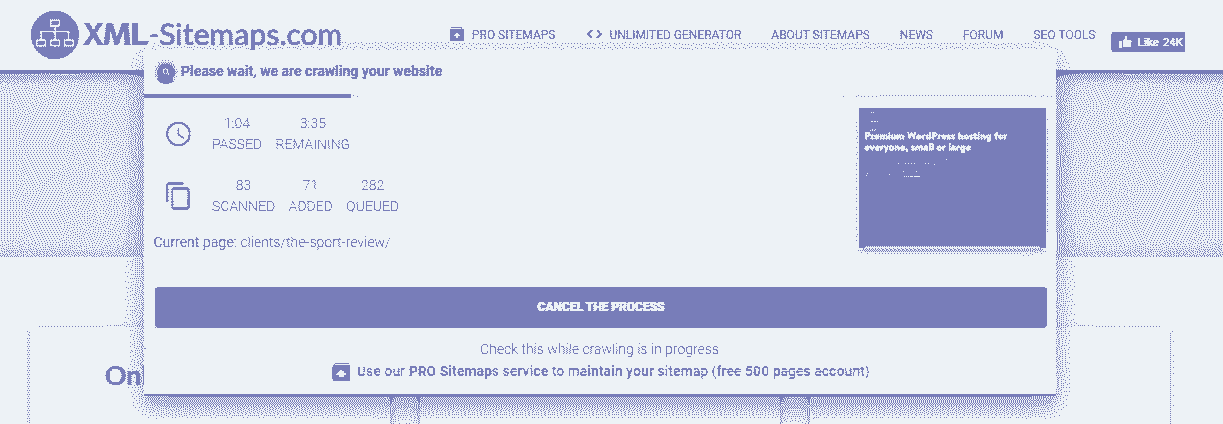 XML-Sitemaps.com
PRO SITEMAPS
UNLIMITED GENERATOR
ABOUT SITEMAPS
NEWS
FORUM
SEO TOOLS
Like 24K
Please wait, we are crawling your website
1:04
3:35
PASSED
REMAINING
83
71
282
SCANNED
ADDED
QUEUED
Current page: clients/the-sport-review/
Premium WordPress hosting for
everyone, small or large
CANCEL THE PROCESS
Check this while crawling is in progress
Use our PRO Sitemaps service to maintain your sitemap (free 500 pages account)